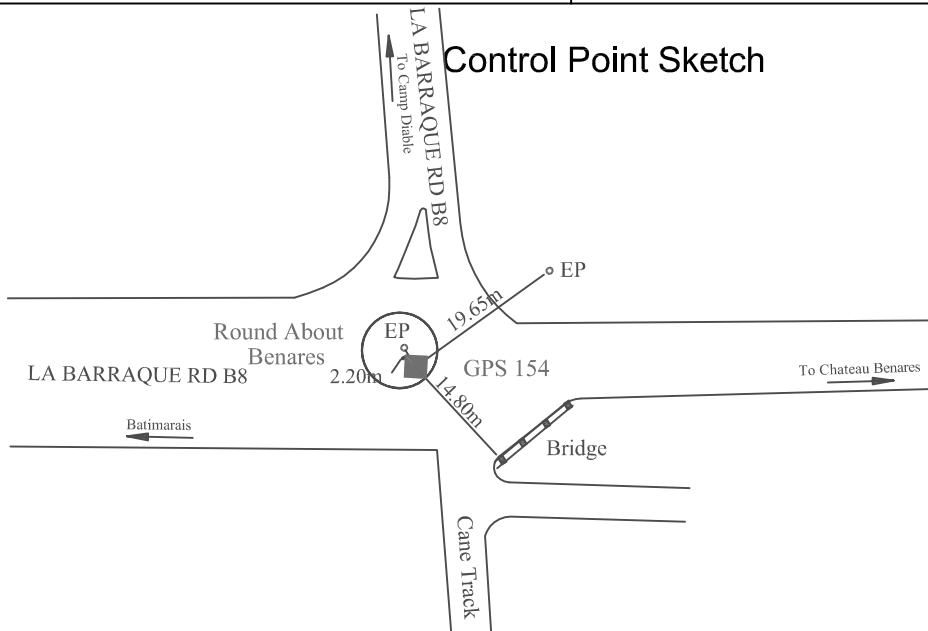 Control Point Sketch
LA BARRAQUE RD B8
To Camp Diable
EP
19.65m
Round About
Benares
EP
GPS 154
LA BARRAQUE RD B8
2.20m
14.80m
To Chateau Benares
Batimarais
Bridge
Cane Track